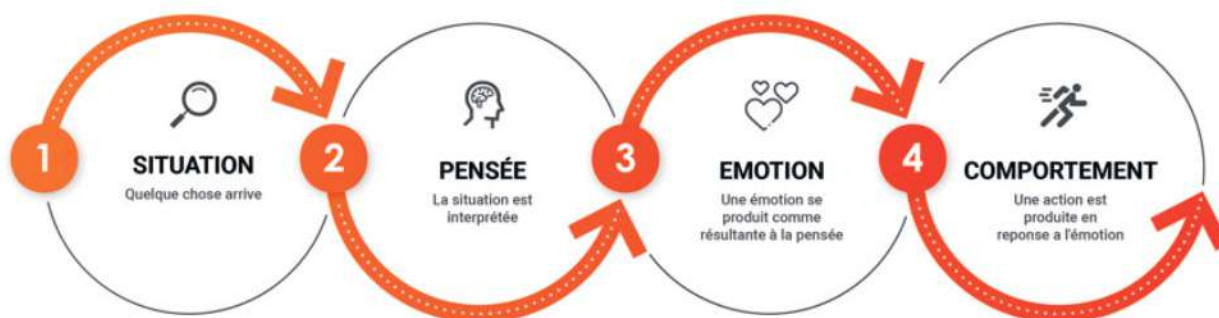 1
SITUATION
Quelque chose arrive
2
PENSÉE
La situation est
interprétée
3
EMOTION
Une émotion se
produit comme
résultante à la pensée
4
COMPORTEMENT
Une action est
produite en
reponse a l'émotion